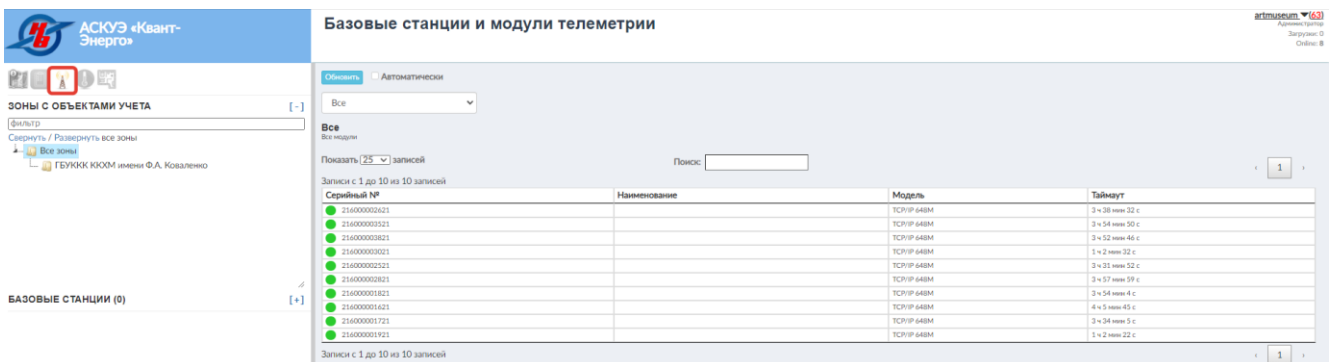 АСКУЭ «Квант-
Энерго»
Базовые станции и модули телеметрии
artmuseum ▼(63)
Администратор
Загрузки: 0
Online: 8
ЗОНЫ С ОБЪЕКТАМИ УЧЕТА [-]
фильтр
Свернуть / Развернуть все зоны
Все зоны
ГБУККК ККХМ имени Ф.А. Коваленко
БАЗОВЫЕ СТАНЦИИ (0) [+]
Обновить Автоматически
Все
Все
Все модули
Показать 25 записей Поиск:
‹ 1 ›
Записи с 1 до 10 из 10 записей
Серийный № Наименование Модель Таймаут
216000002621 TCP/IP 648M 3 ч 38 мин 32 с
216000003521 TCP/IP 648M 3 ч 54 мин 50 с
216000003821 TCP/IP 648M 3 ч 52 мин 46 с
216000003021 TCP/IP 648M 1 ч 2 мин 32 с
216000002521 TCP/IP 648M 3 ч 31 мин 52 с
216000002821 TCP/IP 648M 3 ч 57 мин 59 с
216000001821 TCP/IP 648M 3 ч 54 мин 4 с
216000001621 TCP/IP 648M 4 ч 5 мин 45 с
216000001721 TCP/IP 648M 3 ч 34 мин 5 с
216000001921 TCP/IP 648M 1 ч 2 мин 22 с
Записи с 1 до 10 из 10 записей
‹ 1 ›